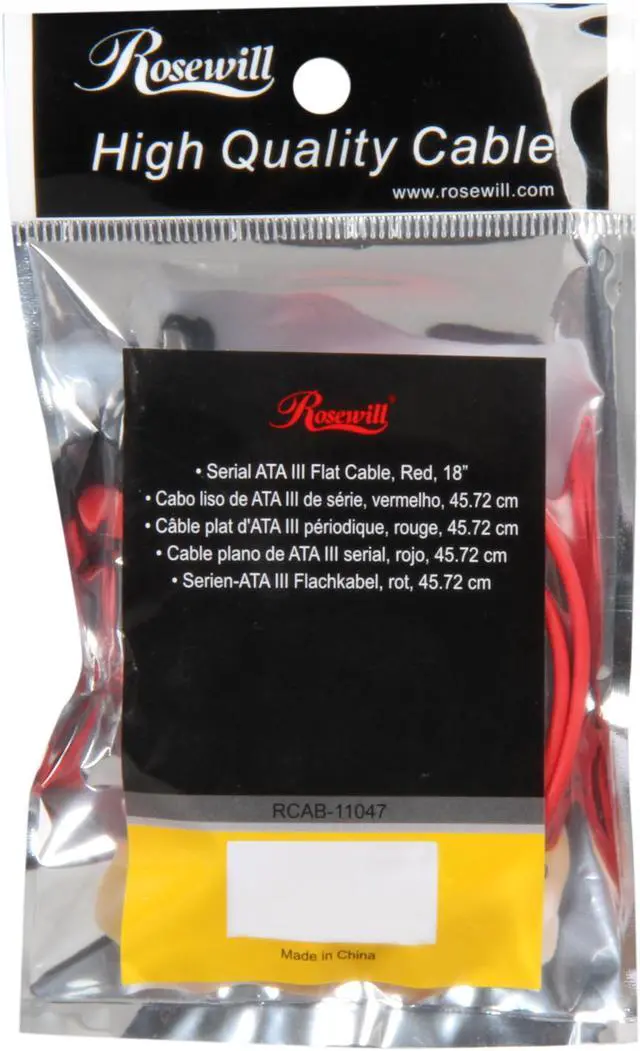 Rosewill
High Quality Cable
www.rosewill.com
Rosewill®
• Serial ATA III Flat Cable, Red, 18”
• Cabo liso de ATA III de série, vermelho, 45.72 cm
• Câble plat d'ATA III périodique, rouge, 45.72 cm
• Cable plano de ATA III serial, rojo, 45.72 cm
• Serien-ATA III Flachkabel, rot, 45.72 cm
RCAB-11047
Made in China